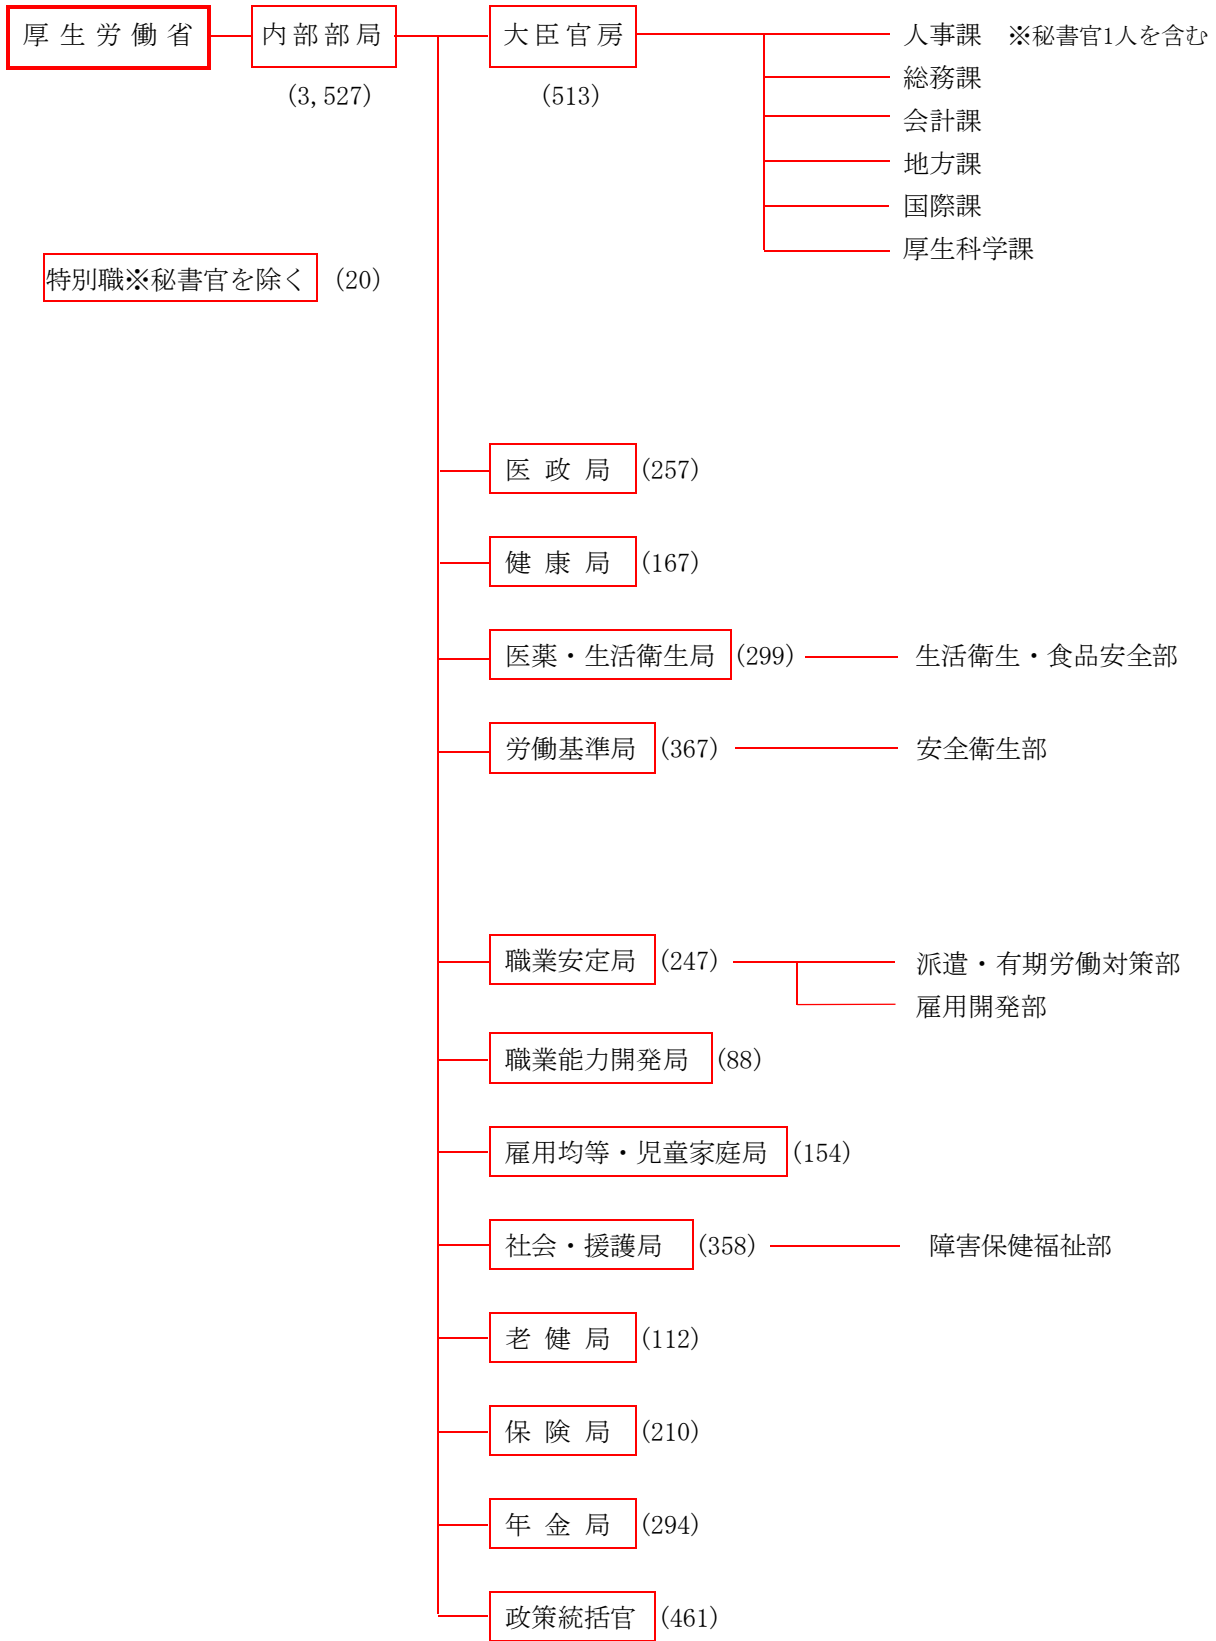 厚生労働省 内部部局 大臣官房 人事課 ※秘書官1人を含む
総務課
(3,527) (513)
会計課
地方課
国際課
厚生科学課
特別職※秘書官を除く (20)
医政局 (257)
健康局 (167)
医薬・生活衛生局 (299) 生活衛生・食品安全部
労働基準局 (367) 安全衛生部
職業安定局 (247) 派遣・有期労働対策部
雇用開発部
職業能力開発局 (88)
雇用均等・児童家庭局 (154)
社会・援護局 (358) 障害保健福祉部
老健局 (112)
保険局 (210)
年金局 (294)
政策統括官 (461)